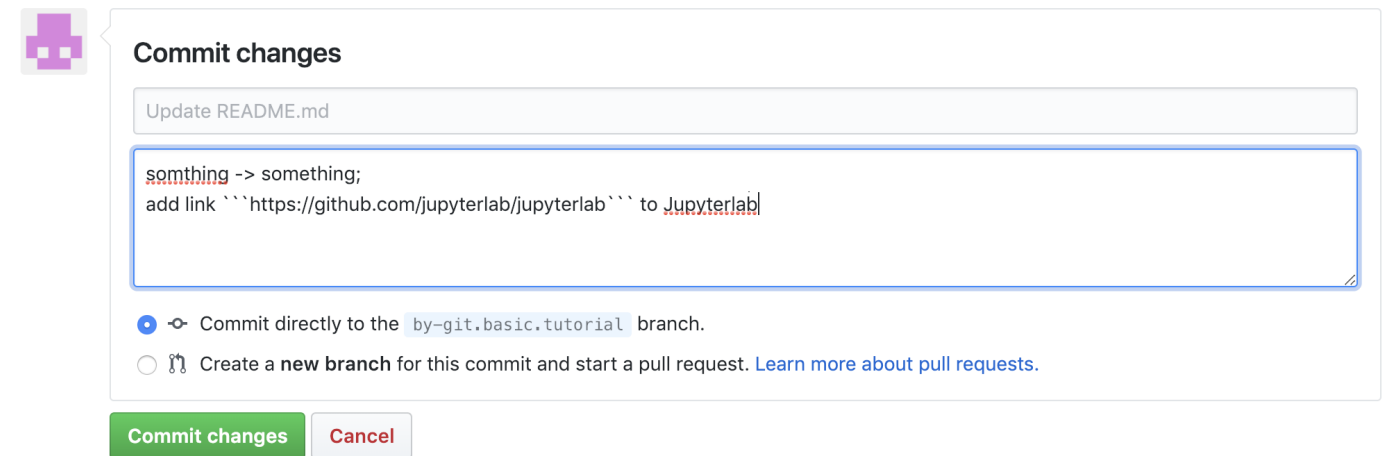 Commit changes
Update README.md
somthing -> something;
add link ```https://github.com/jupyterlab/jupyterlab``` to Jupyterlab
Commit directly to the by-git.basic.tutorial branch.
Create a new branch for this commit and start a pull request. Learn more about pull requests.
Commit changes Cancel